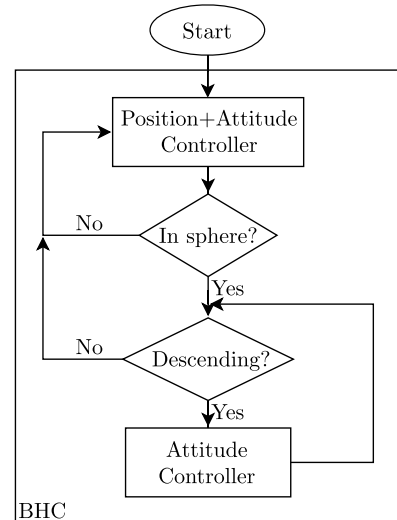 Start
Position+Attitude
Controller
No
In sphere?
Yes
No
Descending?
Yes
Attitude
Controller
BHC